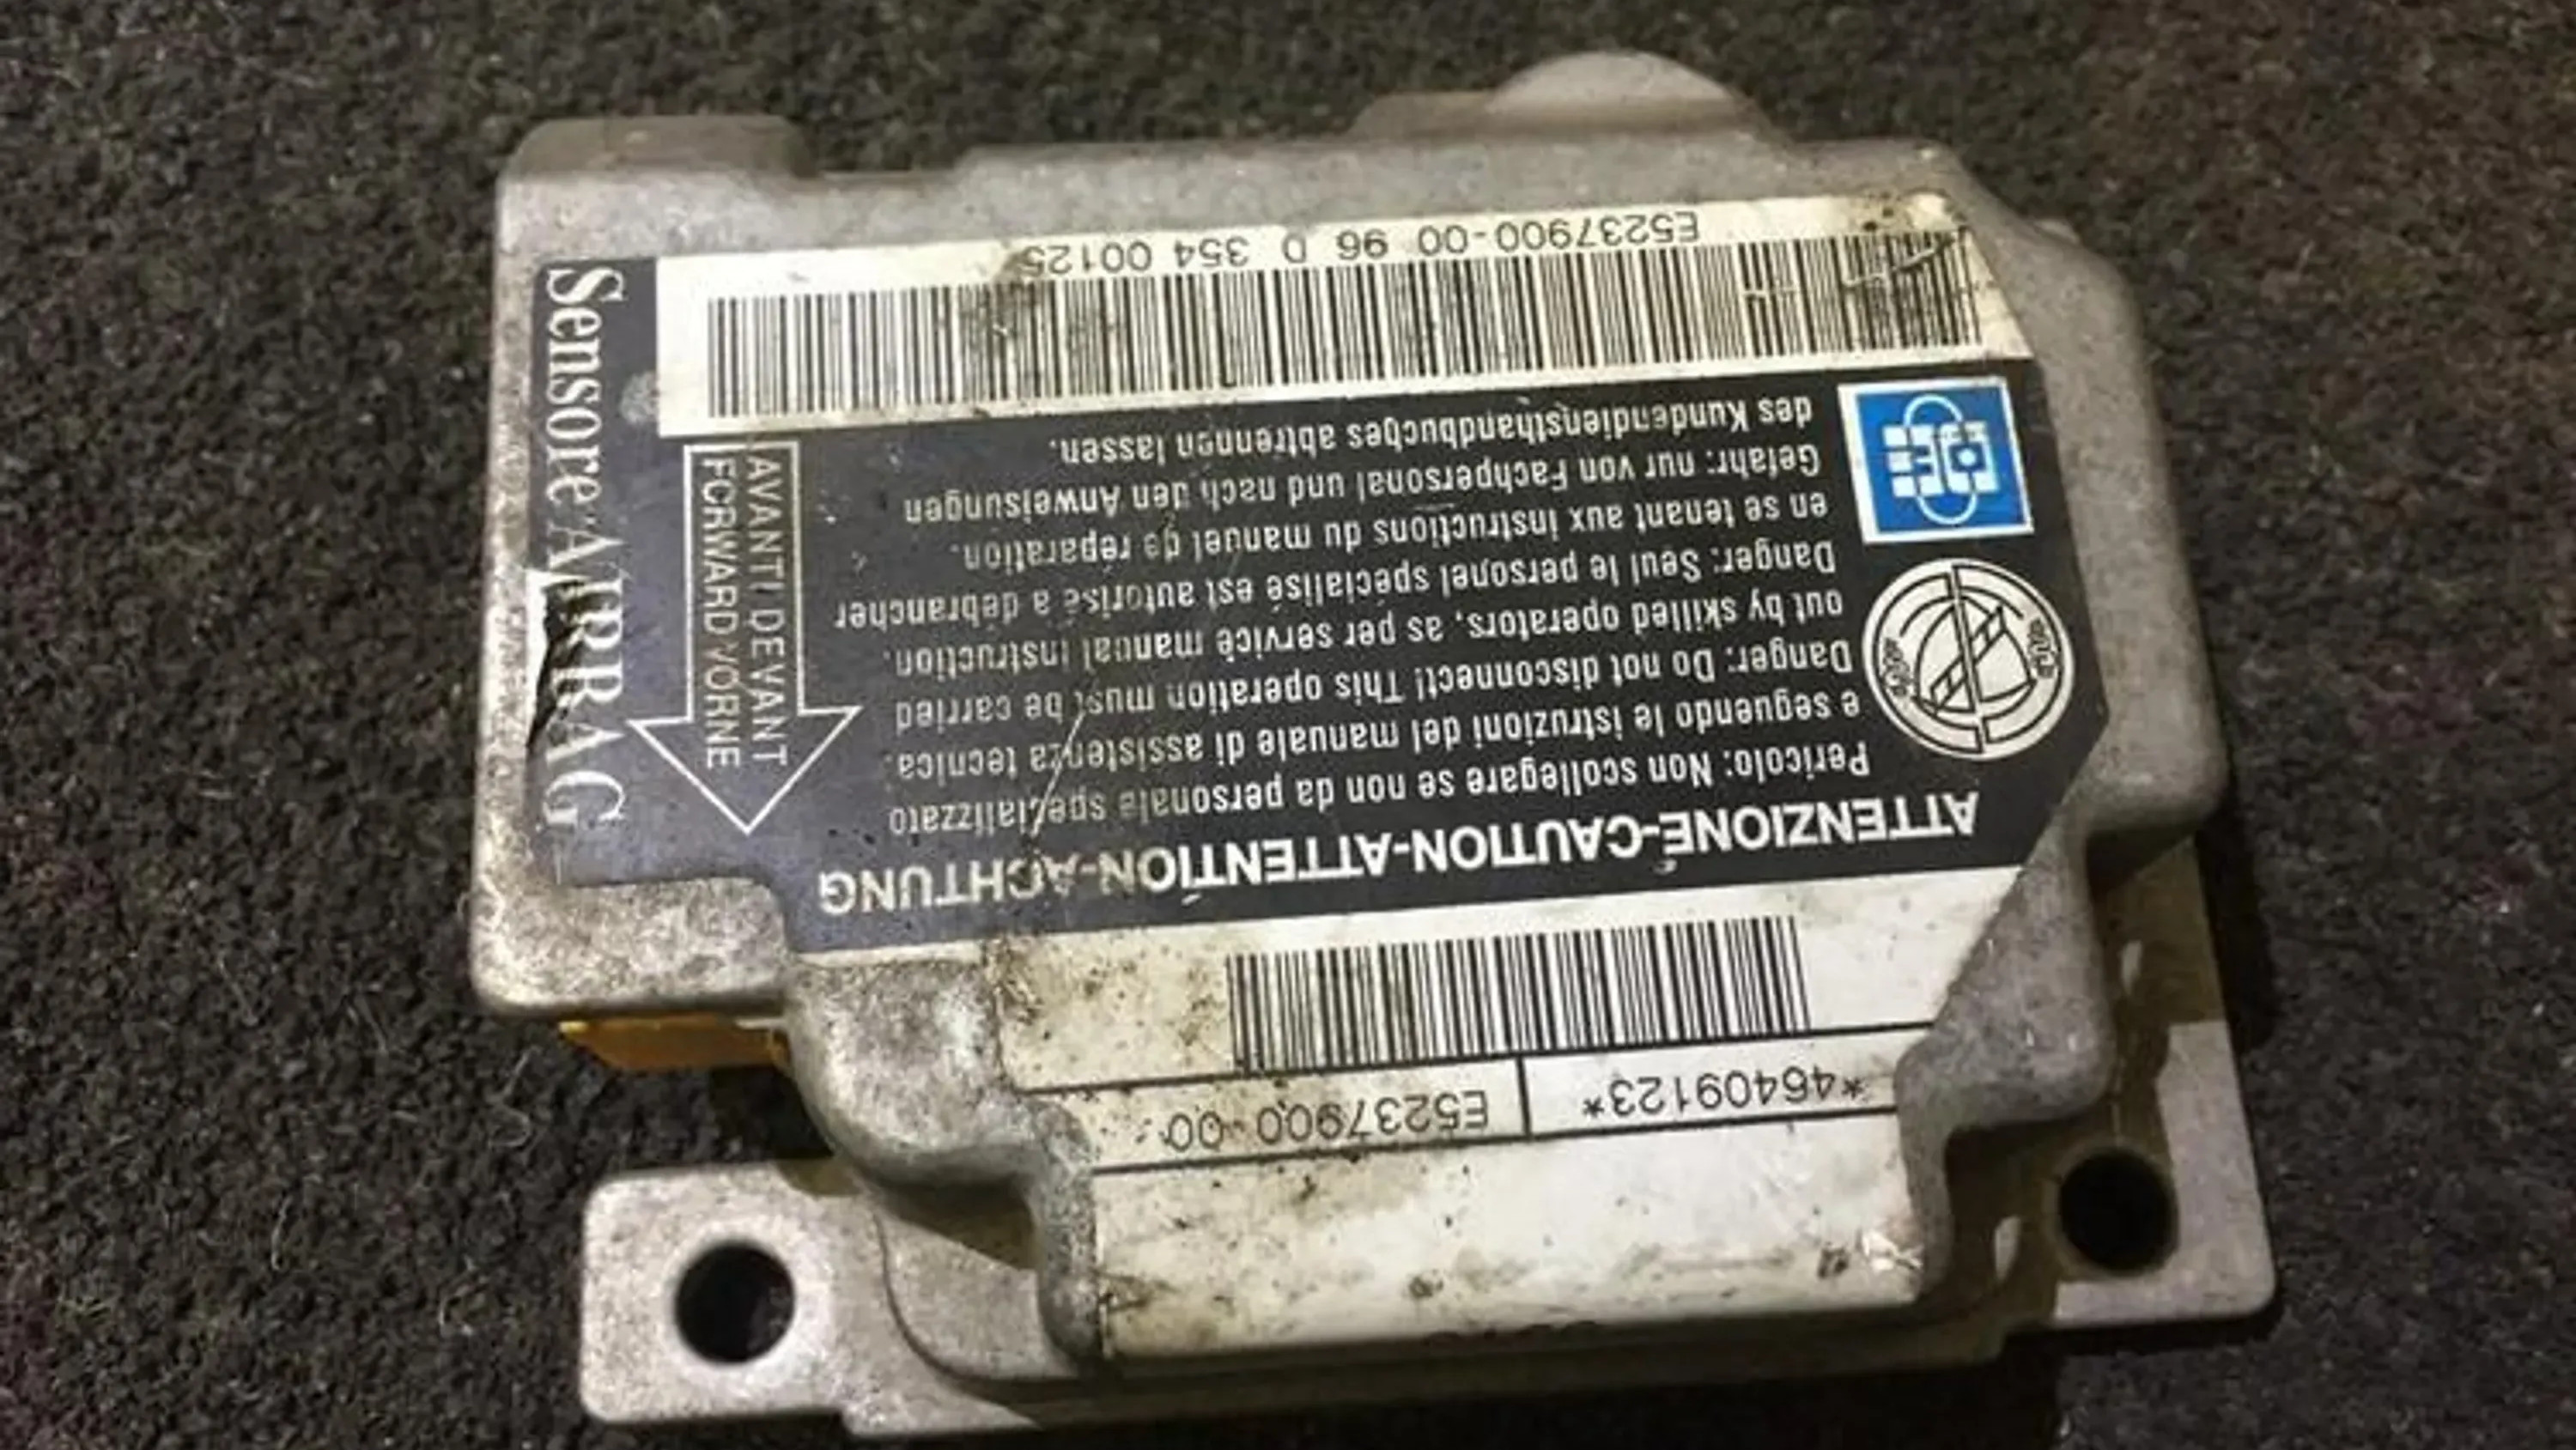 *46409123*
E5237900-00
ATTENZIONE-CAUTION-ATTENTION-ACHTUNG
Pericolo: Non scollegare se non da personale specializzato
e seguendo le istruzioni del manuale di assistenza tecnica.
Danger: Do not disconnect! This operation must be carried
out by skilled operators, as per service manual instruction.
Danger: Seul le personel specialisé est autorisé a debrancher
en se tenant aux instructions du manuel de reparation.
Gefahr: nur von Fachpersonal und nach den Anweisungen
des Kundendiensthandbuches abtrennen lassen.
AVANTI DEVANT
FORWARD VORNE
Sensore AIRBAG
E5237900-00 96 D 354 00125